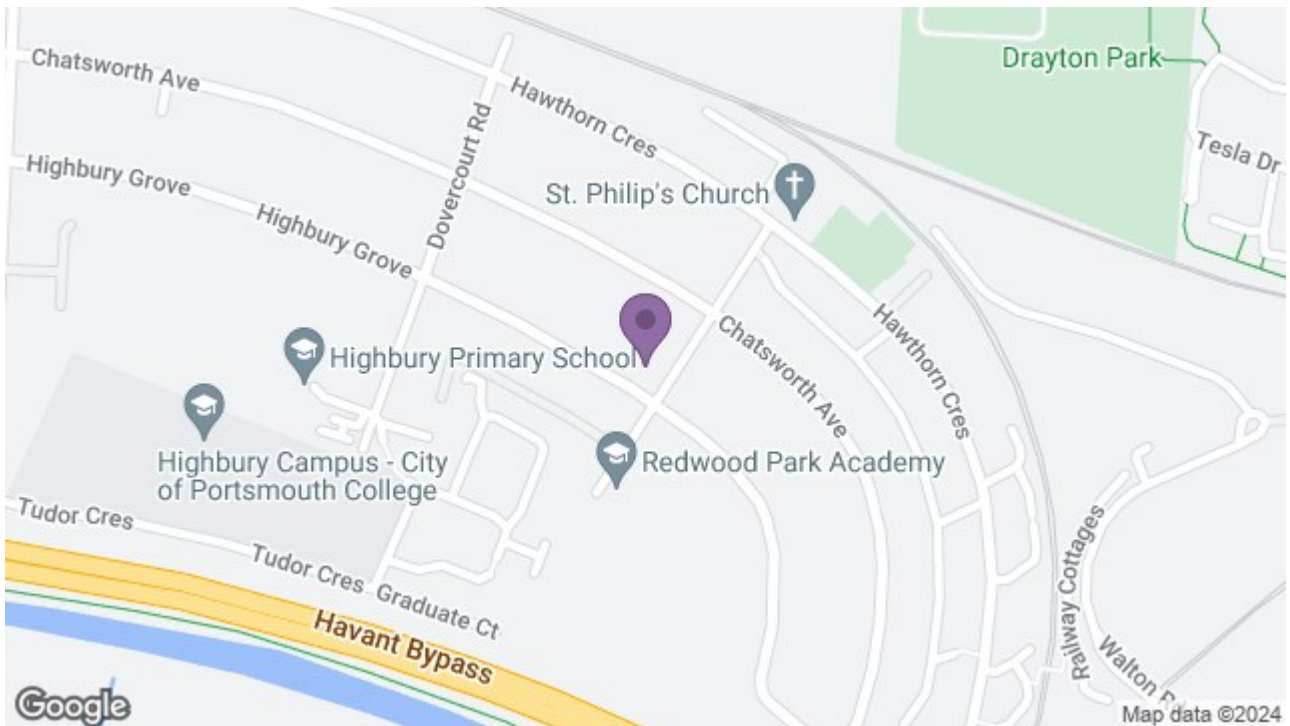 Chatsworth Ave
Hawthorn Cres
Drayton Park
Tesla Dr
Highbury Grove
Highbury Grove
Dovercourt Rd
St. Philip's Church
Hawthorn Cres
Chatsworth Ave
Highbury Primary School
Highbury Campus - City
of Portsmouth College
Redwood Park Academy
Tudor Cres
Tudor Cres
Graduate Ct
Havant Bypass
Railway Cottages
Walton
Google
Map data ©2024